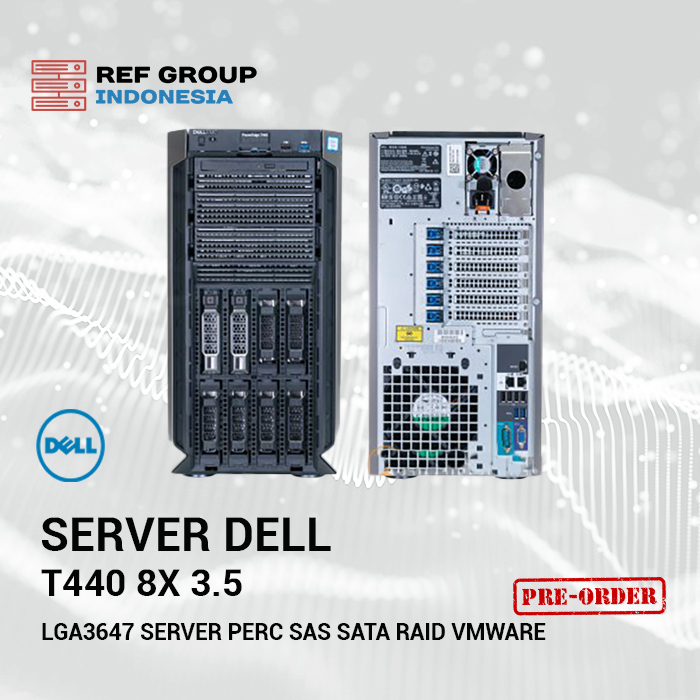 REF GROUP
INDONESIA
DELL
DELL
SERVER DELL
T440 8X 3.5
PRE-ORDER
LGA3647 SERVER PERC SAS SATA RAID VMWARE